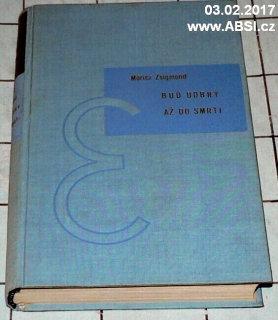 03.02.2017
www.ABSI.cz
Móricz Zsigmond
BUĎ DOBRÝ
AŽ DO SMRTI